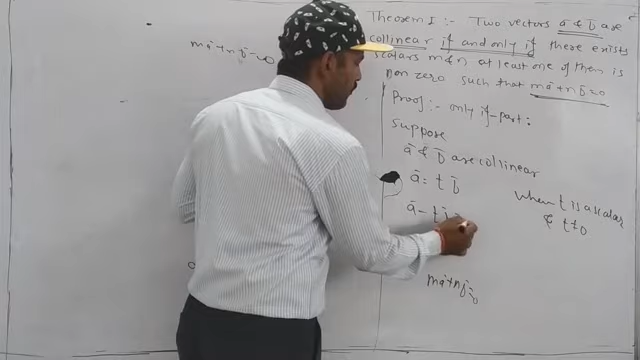 Theorem I :- Two vectors ā & b̄ are
collinear if and only if there exists
scalars m & n at least one of them is
non zero such that mā + nb̄ = 0
Proof :- only if-part:
Suppose
ā & b̄ are collinear
ā = t b̄
when t is a scalar
& t ≠ 0
ā - t b̄
mā + nb̄ = 0
mā + nb̄ = 0